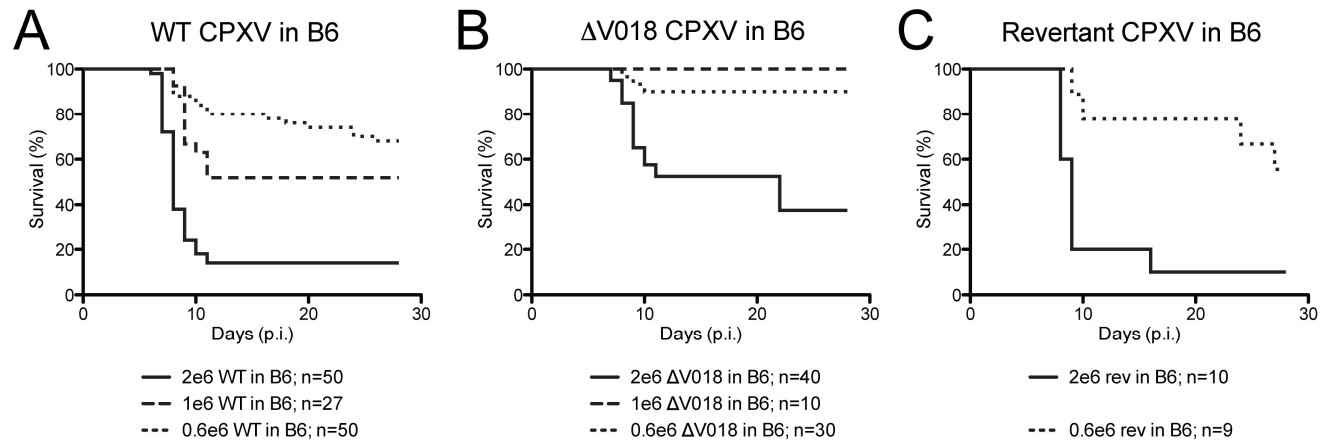 A
WT CPXV in B6
B
ΔV018 CPXV in B6
C
Revertant CPXV in B6
Survival (%)
100
80
60
40
20
0
0 10 20 30
Days (p.i.)
2e6 WT in B6; n=50
1e6 WT in B6; n=27
0.6e6 WT in B6; n=50
Survival (%)
100
80
60
40
20
0
0 10 20 30
Days (p.i.)
2e6 ΔV018 in B6; n=40
1e6 ΔV018 in B6; n=10
0.6e6 ΔV018 in B6; n=30
Survival (%)
100
80
60
40
20
0
0 10 20 30
Days (p.i.)
2e6 rev in B6; n=10
0.6e6 rev in B6; n=9